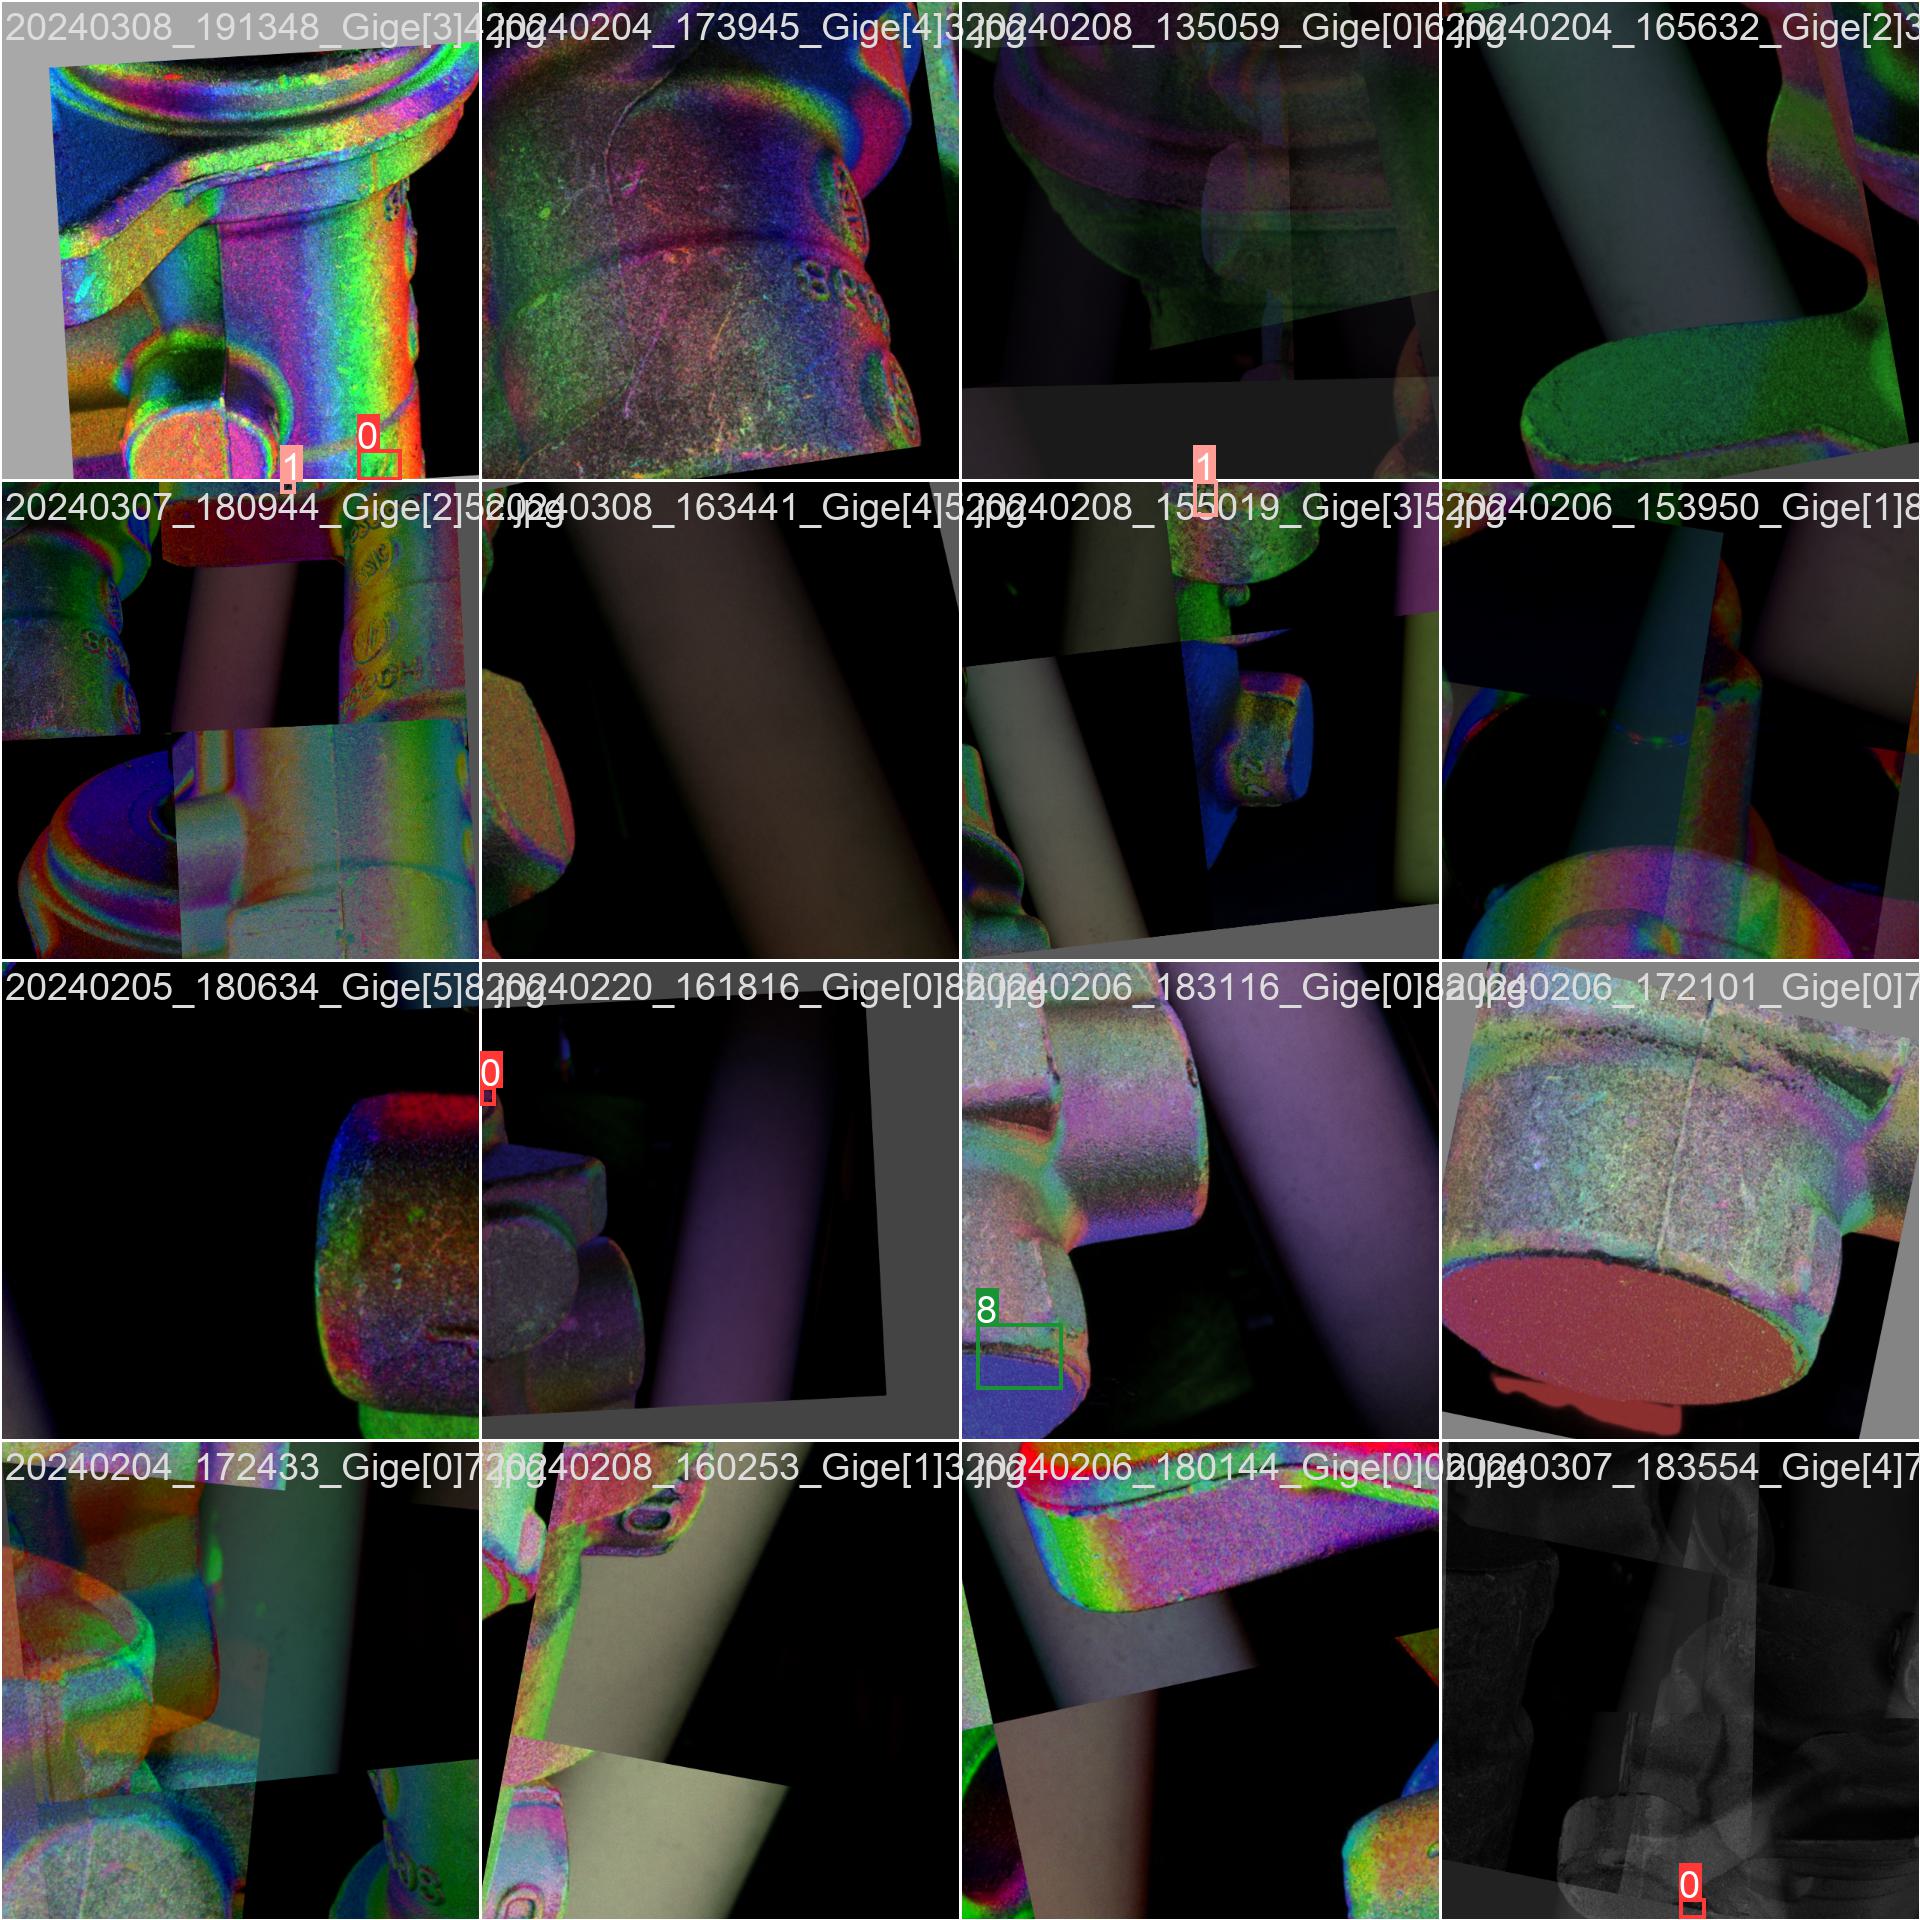 20240308_191348_Gige[3]4
20240204_173945_Gige[4]3
20240208_135059_Gige[0]6
20240204_165632_Gige[2]3
0
1
1
20240307_180944_Gige[2]5
20240308_163441_Gige[4]5
20240208_155019_Gige[3]5
20240206_153950_Gige[1]8
20240205_180634_Gige[5]8
20240220_161816_Gige[0]8
20240206_183116_Gige[0]8
20240206_172101_Gige[0]7
0
8
20240204_172433_Gige[0]7
20240208_160253_Gige[1]3
20240206_180144_Gige[0]0
20240307_183554_Gige[4]7
0